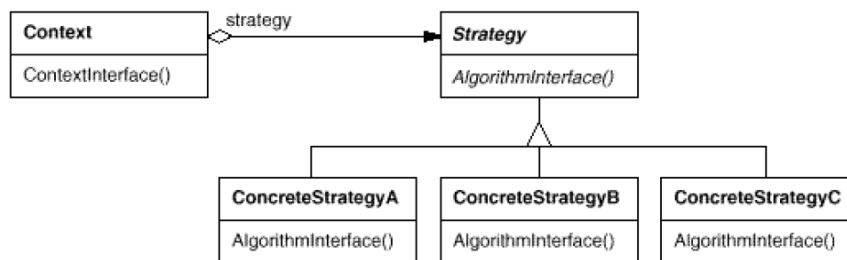 Context
ContextInterface()
strategy
Strategy
AlgorithmInterface()
ConcreteStrategyA
AlgorithmInterface()
ConcreteStrategyB
AlgorithmInterface()
ConcreteStrategyC
AlgorithmInterface()